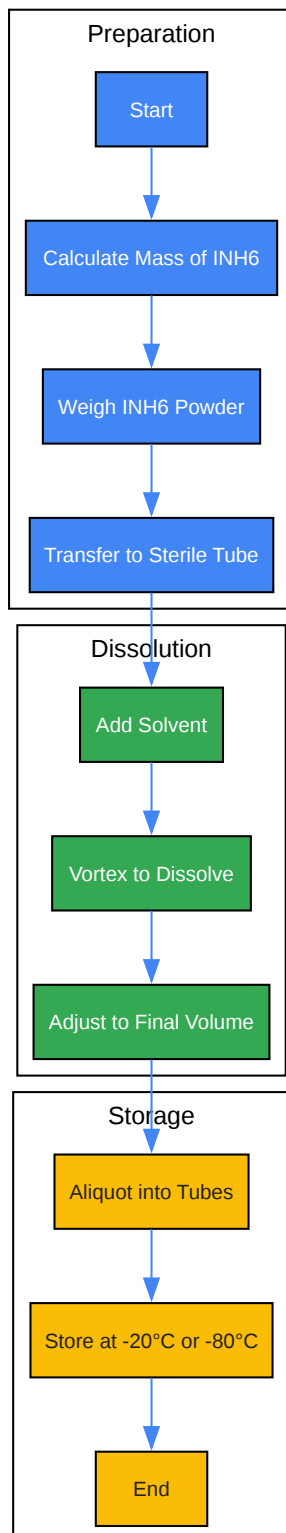 Preparation
Start
Calculate Mass of INH6
Weigh INH6 Powder
Transfer to Sterile Tube
Dissolution
Add Solvent
Vortex to Dissolve
Adjust to Final Volume
Storage
Aliquot into Tubes
Store at -20°C or -80°C
End